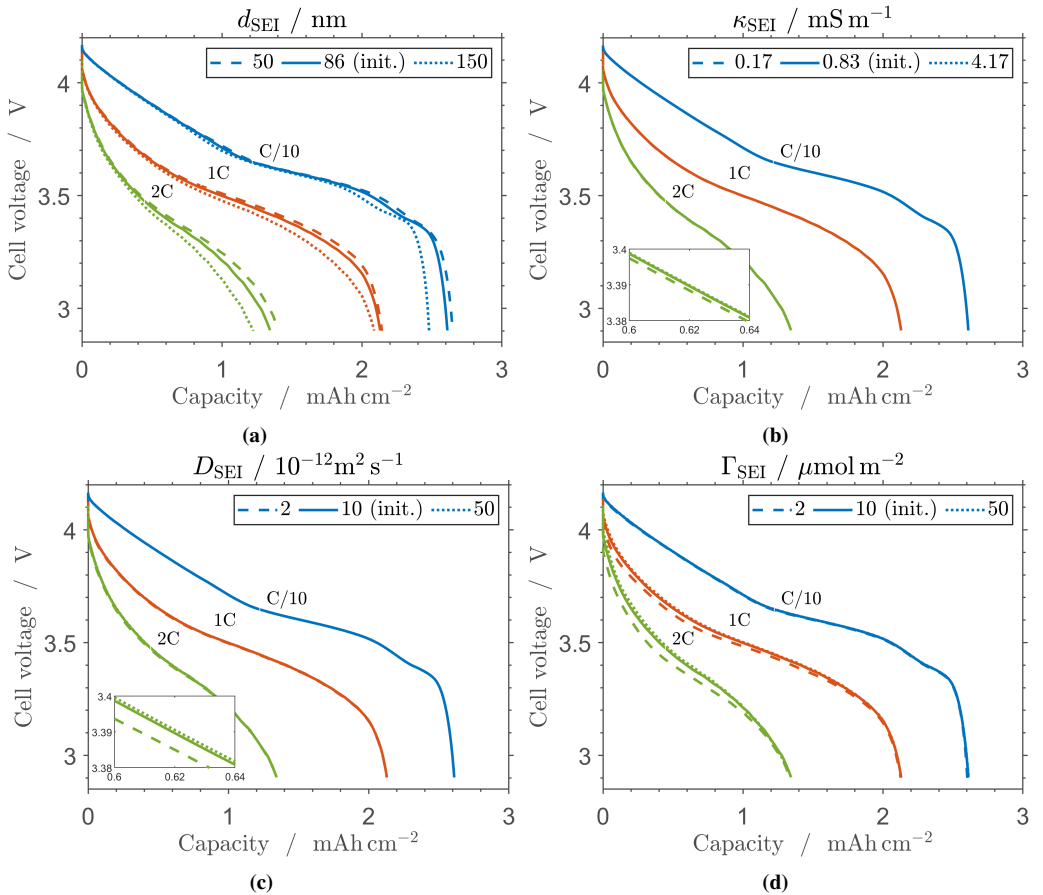 d_SEI / nm
50 86 (init.) 150
C/10
1C
2C
4
3.5
3
0 1 2 3
Cell voltage / V
Capacity / mAh cm⁻²
(a)
κ_SEI / mS m⁻¹
0.17 0.83 (init.) 4.17
C/10
1C
2C
3.4
3.39
3.38
0.6 0.62 0.64
4
3.5
3
0 1 2 3
Cell voltage / V
Capacity / mAh cm⁻²
(b)
D_SEI / 10⁻¹²m² s⁻¹
2 10 (init.) 50
C/10
1C
2C
3.4
3.39
3.38
0.6 0.62 0.64
4
3.5
3
0 1 2 3
Cell voltage / V
Capacity / mAh cm⁻²
(c)
Γ_SEI / μmol m⁻²
2 10 (init.) 50
C/10
1C
2C
4
3.5
3
0 1 2 3
Cell voltage / V
Capacity / mAh cm⁻²
(d)